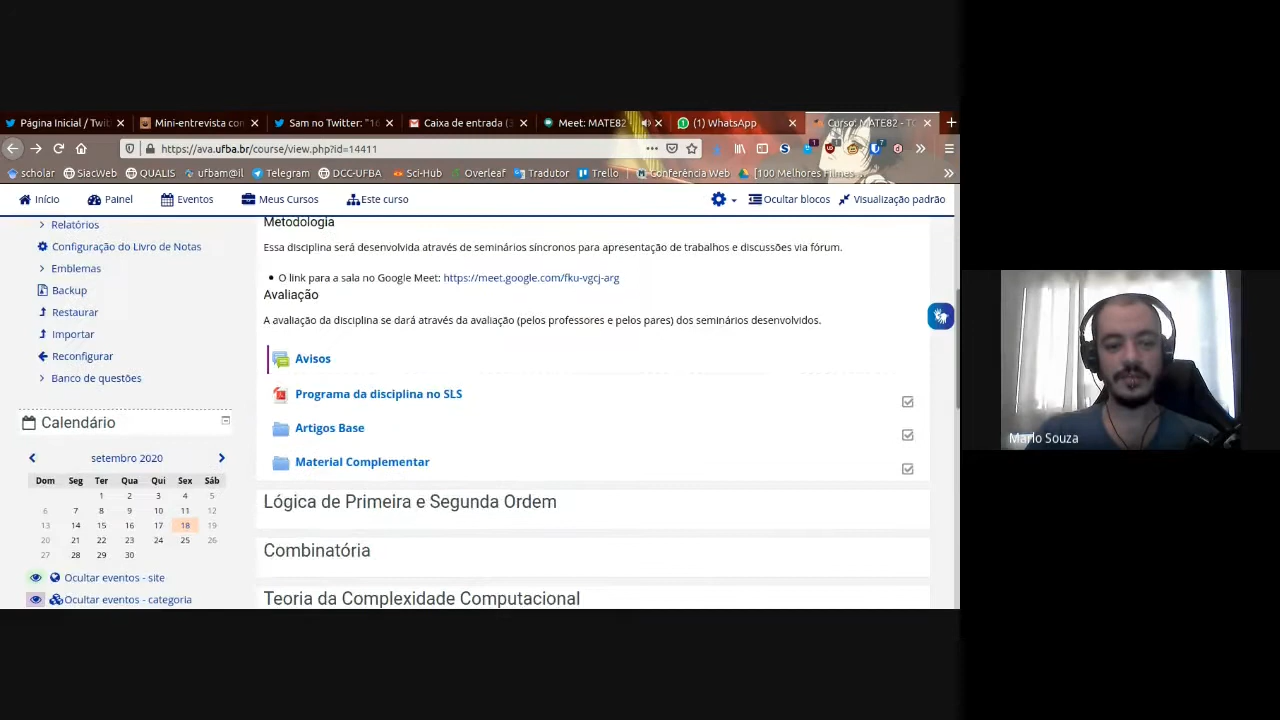 Página Inicial / Twit
Mini-entrevista con
Sam no Twitter: "1
Caixa de entrada (3
Meet: MATE82
(1) WhatsApp
Curso: MATE82 - TÓ
https://ava.ufba.br/course/view.php?id=14411
scholar
SiacWeb
QUALIS
ufbam@il
Telegram
DCC-UFBA
Sci-Hub
Overleaf
Tradutor
Trello
Conferência Web
[100 Melhores Filmes
Início
Painel
Eventos
Meus Cursos
Este curso
Ocultar blocos
Visualização padrão
Relatórios
Configuração do Livro de Notas
Emblemas
Backup
Restaurar
Importar
Reconfigurar
Banco de questões
Calendário
setembro 2020
Dom Seg Ter Qua Qui Sex Sáb
1 2 3 4 5
6 7 8 9 10 11 12
13 14 15 16 17 18 19
20 21 22 23 24 25 26
27 28 29 30
Ocultar eventos - site
Ocultar eventos - categoria
Metodologia
Essa disciplina será desenvolvida através de seminários síncronos para apresentação de trabalhos e discussões via fórum.
• O link para a sala no Google Meet: https://meet.google.com/fku-vgcj-arg
Avaliação
A avaliação da disciplina se dará através da avaliação (pelos professores e pelos pares) dos seminários desenvolvidos.
Avisos
Programa da disciplina no SLS
Artigos Base
Material Complementar
Lógica de Primeira e Segunda Ordem
Combinatória
Teoria da Complexidade Computacional
Marlo Souza